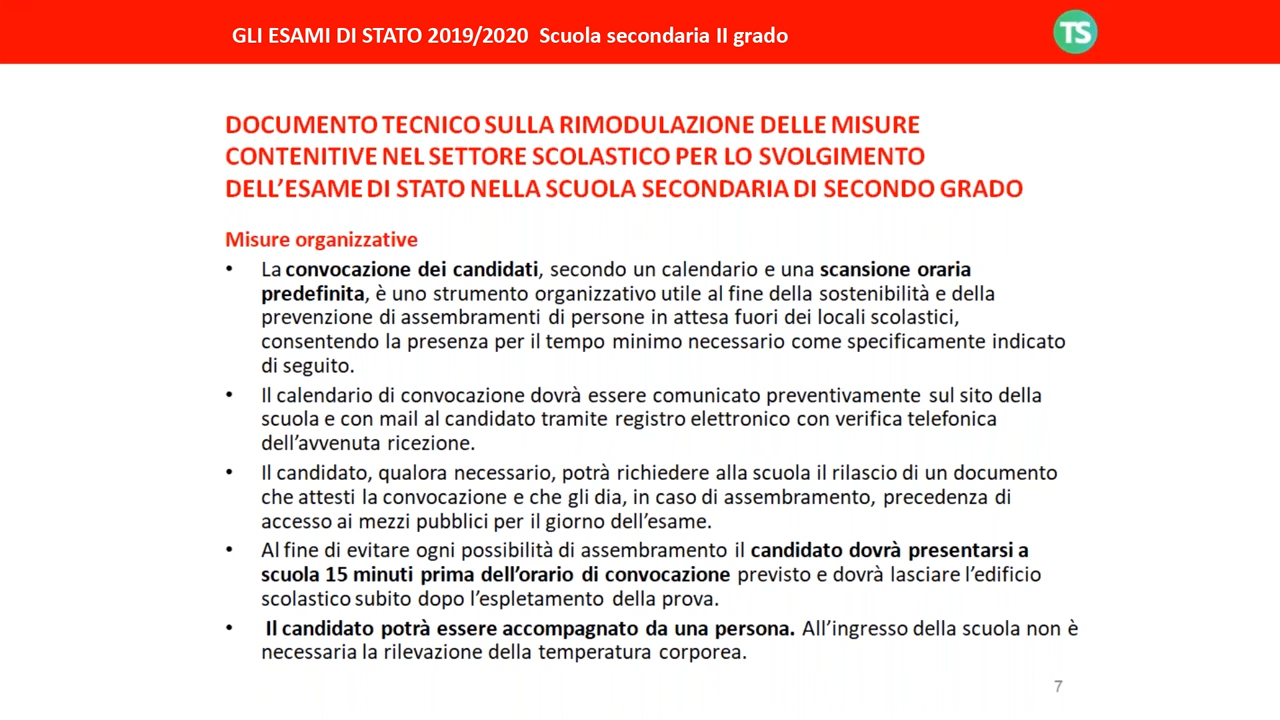 GLI ESAMI DI STATO 2019/2020 Scuola secondaria II grado
TS
DOCUMENTO TECNICO SULLA RIMODULAZIONE DELLE MISURE
CONTENITIVE NEL SETTORE SCOLASTICO PER LO SVOLGIMENTO
DELL’ESAME DI STATO NELLA SCUOLA SECONDARIA DI SECONDO GRADO
Misure organizzative
• La convocazione dei candidati, secondo un calendario e una scansione oraria
predefinita, è uno strumento organizzativo utile al fine della sostenibilità e della
prevenzione di assembramenti di persone in attesa fuori dei locali scolastici,
consentendo la presenza per il tempo minimo necessario come specificamente indicato
di seguito.
• Il calendario di convocazione dovrà essere comunicato preventivamente sul sito della
scuola e con mail al candidato tramite registro elettronico con verifica telefonica
dell’avvenuta ricezione.
• Il candidato, qualora necessario, potrà richiedere alla scuola il rilascio di un documento
che attesti la convocazione e che gli dia, in caso di assembramento, precedenza di
accesso ai mezzi pubblici per il giorno dell’esame.
• Al fine di evitare ogni possibilità di assembramento il candidato dovrà presentarsi a
scuola 15 minuti prima dell’orario di convocazione previsto e dovrà lasciare l’edificio
scolastico subito dopo l’espletamento della prova.
• Il candidato potrà essere accompagnato da una persona. All’ingresso della scuola non è
necessaria la rilevazione della temperatura corporea.
7